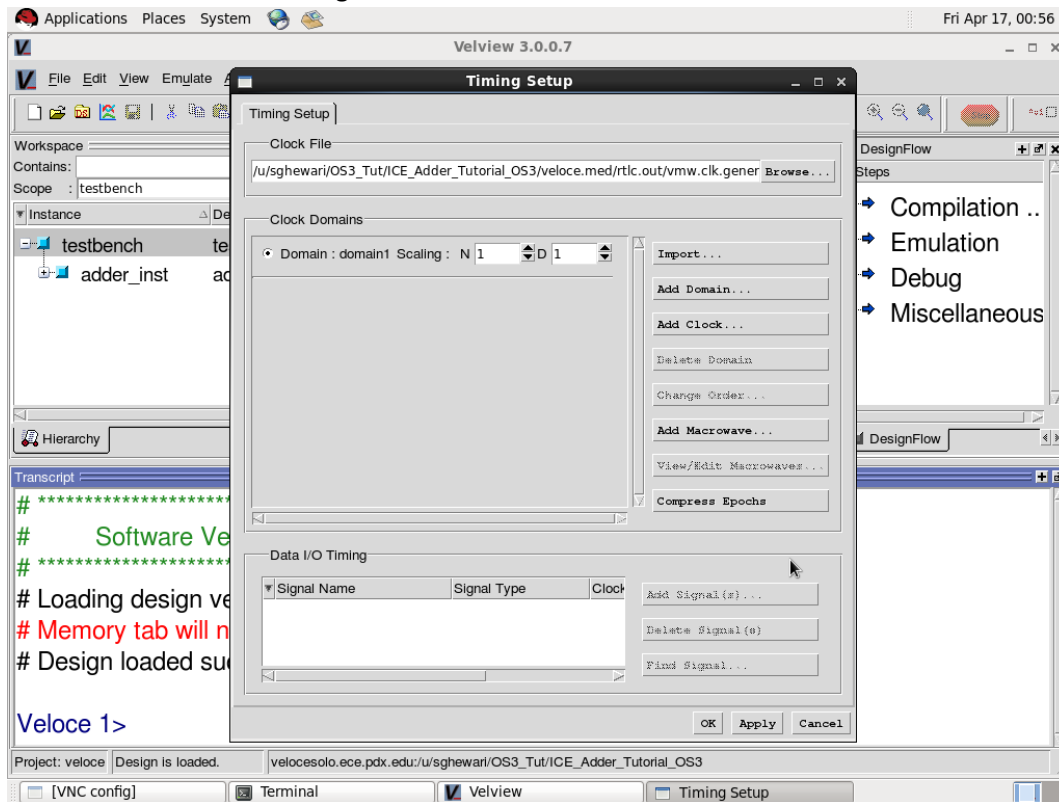 Applications Places System Fri Apr 17, 00:56
Velview 3.0.0.7
File Edit View Emulate
Timing Setup
Timing Setup
Stop
Workspace
Contains:
Scope : testbench
Instance
testbench
adder_inst
Hierarchy
Clock File
/u/sghewari/OS3_Tut/ICE_Adder_Tutorial_OS3/veloce.med/rtlc.out/vmw.clk.gener Browse...
Clock Domains
Domain : domain1 Scaling : N 1 D 1
Import...
Add Domain...
Add Clock...
Delete Domain
Change Order...
Add Macrowave...
View/Edit Macrowaves...
Compress Epochs
Data I/O Timing
Signal Name Signal Type Clock
Add Signal(s)...
Delete Signal(s)
Find Signal...
OK Apply Cancel
DesignFlow
Steps
Compilation ..
Emulation
Debug
Miscellaneous
DesignFlow
Transcript
# *********************
# Software Ve
# *********************
# Loading design ve
# Memory tab will n
# Design loaded su
Veloce 1>
Project: veloce Design is loaded. velocesolo.ece.pdx.edu:/u/sghewari/OS3_Tut/ICE_Adder_Tutorial_OS3
[VNC config] Terminal Velview Timing Setup